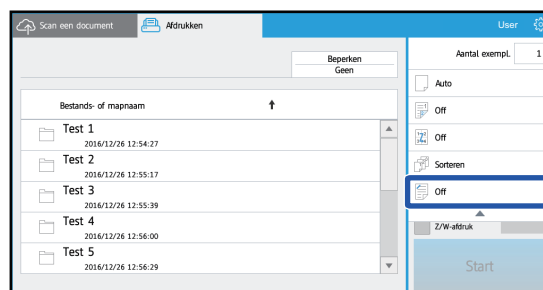 Scan een document
Afdrukken
User
Beperken
Geen
Bestands- of mapnaam
Test 1
2016/12/26 12:54:27
Test 2
2016/12/26 12:55:17
Test 3
2016/12/26 12:55:39
Test 4
2016/12/26 12:56:00
Test 5
2016/12/26 12:56:29
Aantal exempl. 1
Auto
Off
Off
Sorteren
Off
Z/W-afdruk
Start